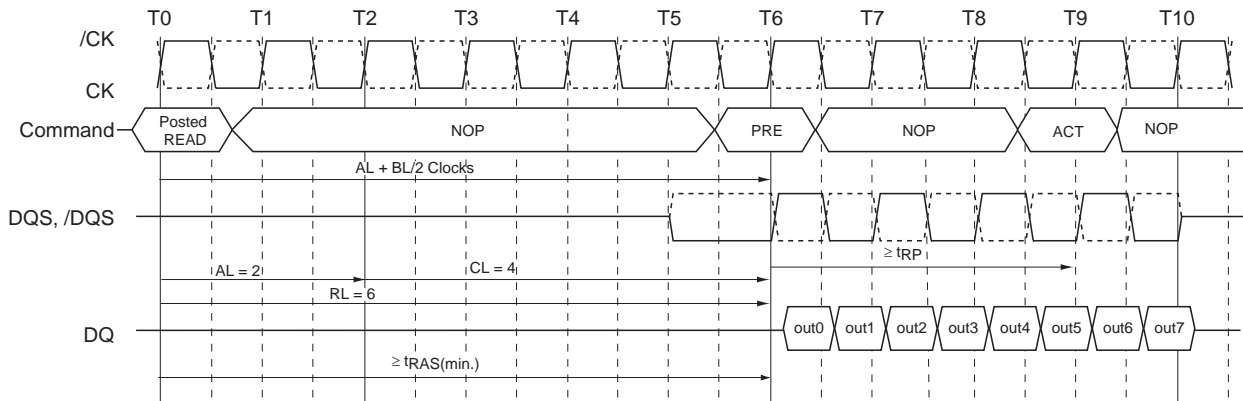 T0 T1 T2 T3 T4 T5 T6 T7 T8 T9 T10
/CK
CK
Command
Posted
READ
NOP
PRE
NOP
ACT
NOP
AL + BL/2 Clocks
DQS, /DQS
≥ tRP
AL = 2
CL = 4
RL = 6
DQ
out0 out1 out2 out3 out4 out5 out6 out7
≥ tRAS(min.)